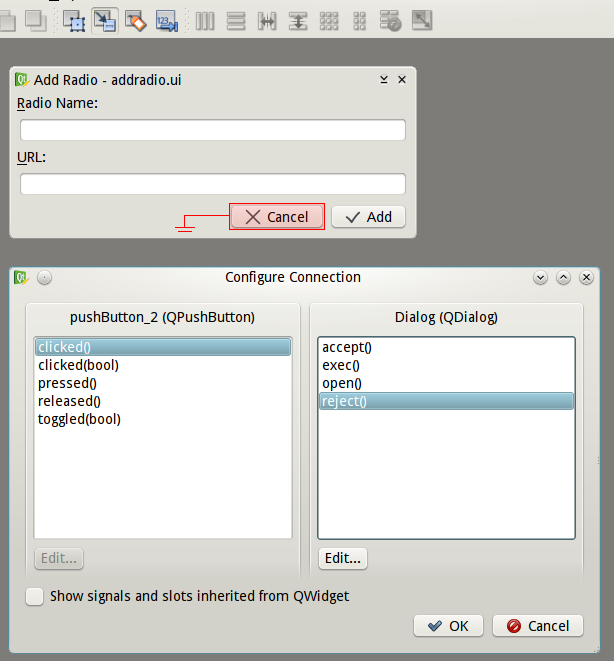 Add Radio - addradio.ui
Radio Name:
URL:
Cancel
Add
Configure Connection
pushButton_2 (QPushButton)
clicked()
clicked(bool)
pressed()
released()
toggled(bool)
Edit...
Dialog (QDialog)
accept()
exec()
open()
reject()
Edit...
Show signals and slots inherited from QWidget
OK
Cancel